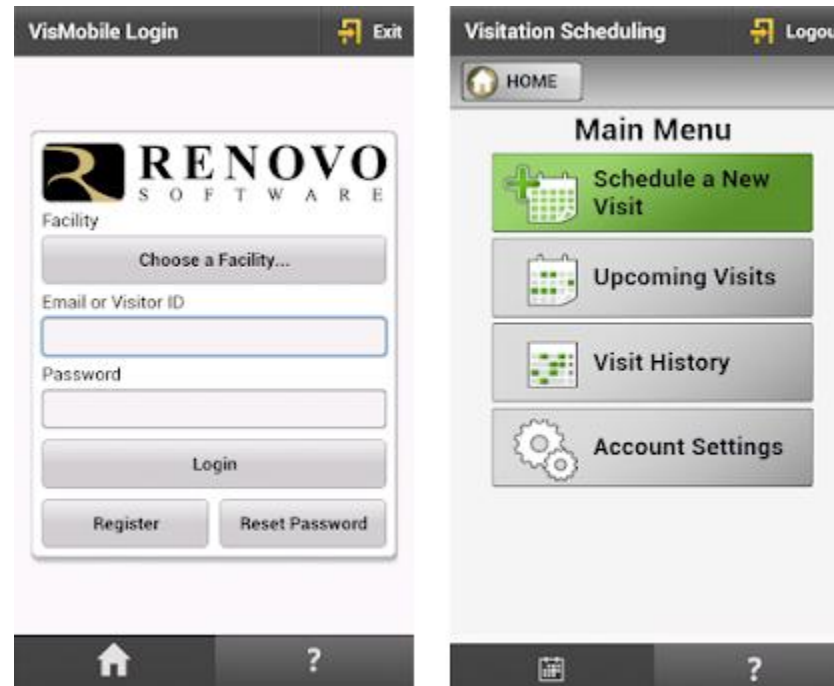 VisMobile Login
Exit
RENOVO
SOFTWARE
Facility
Choose a Facility...
Email or Visitor ID
Password
Login
Register
Reset Password
?
Visitation Scheduling
Logou
HOME
Main Menu
Schedule a New
Visit
Upcoming Visits
Visit History
Account Settings
?